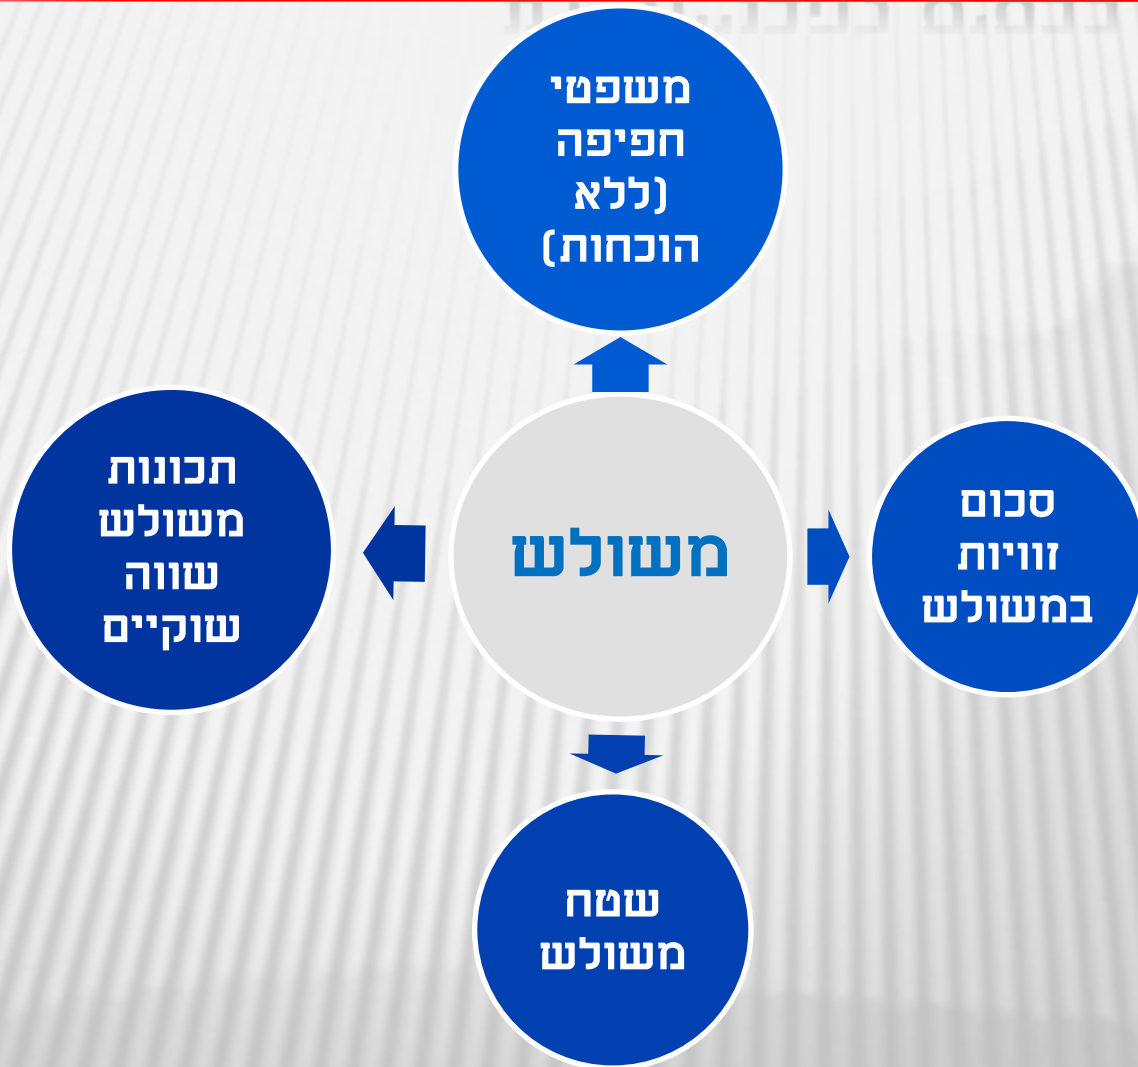 משפטי
חפיפה
(ללא
הוכחות)
תכונות
משולש
שווה
שוקיים
משולש
סכום
זוויות
במשולש
שטח
משולש